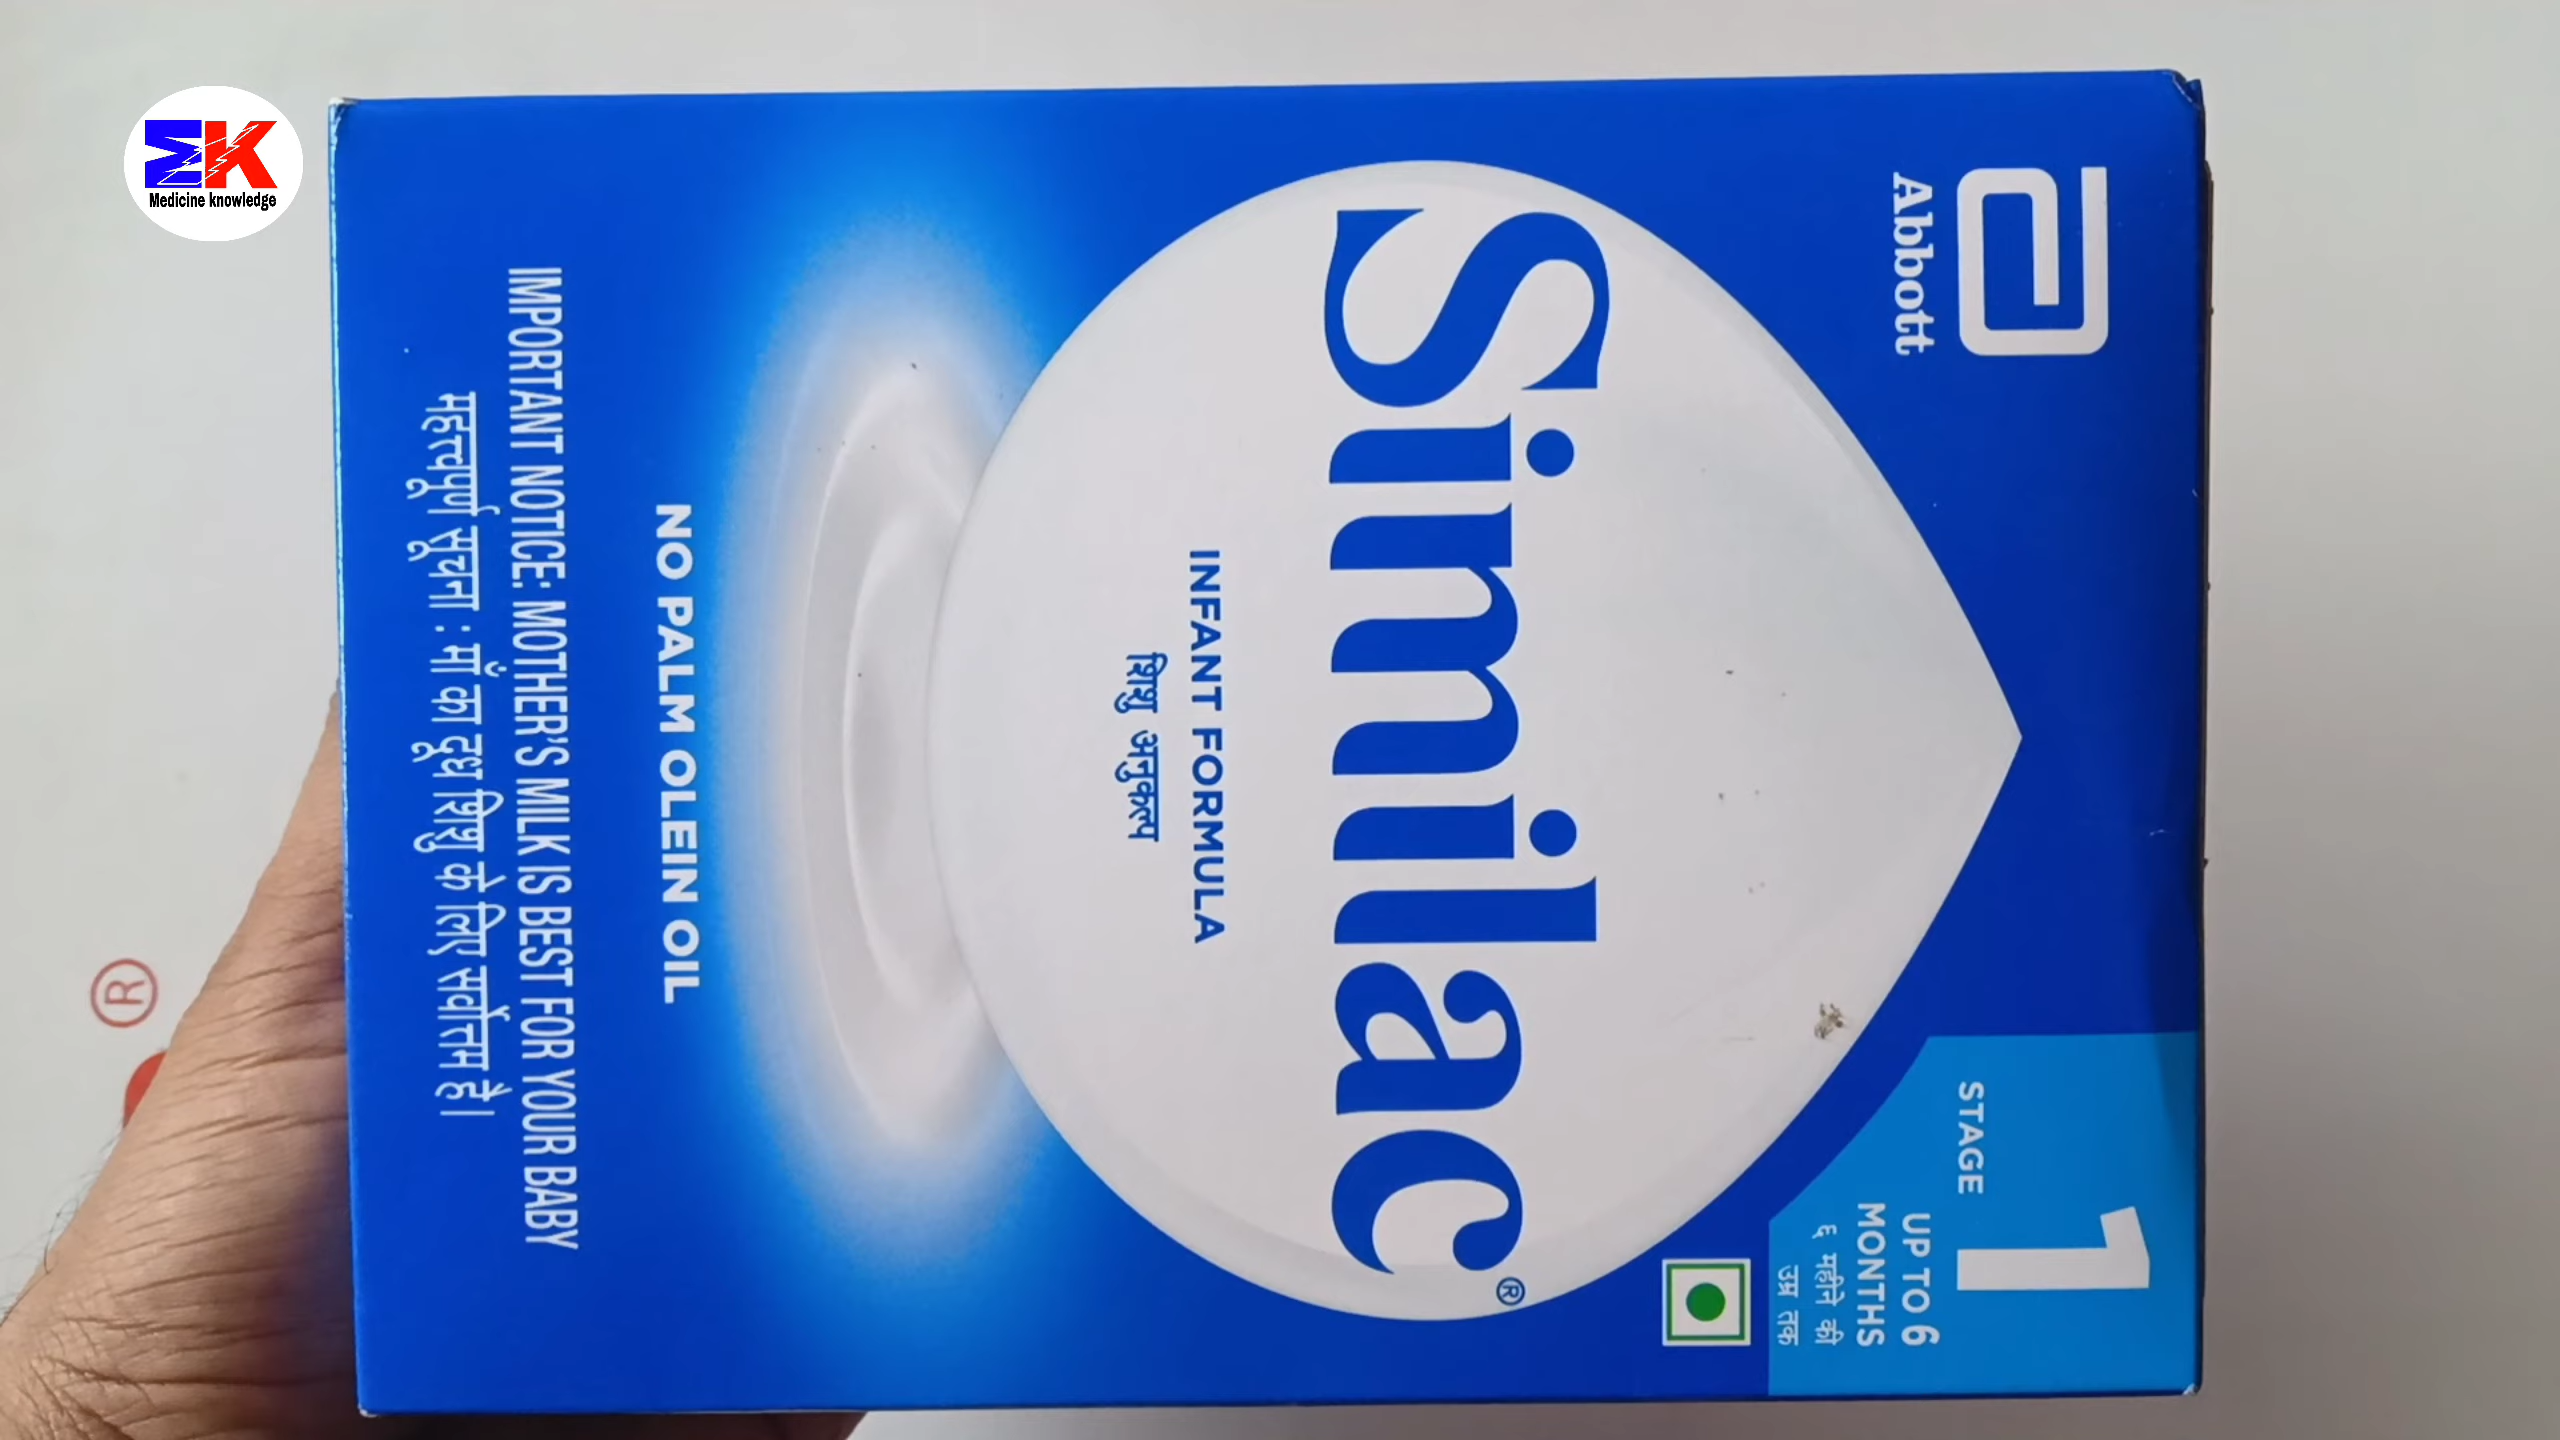 EK
Medicine knowledge
Abbott
STAGE 1
UP TO 6
MONTHS
६ महीने की
उम्र तक
Similac®
INFANT FORMULA
शिशु अनुकल्प
NO PALM OLEIN OIL
IMPORTANT NOTICE: MOTHER'S MILK IS BEST FOR YOUR BABY
महत्त्वपूर्ण सूचना : माँ का दूध शिशु के लिए सर्वोत्तम है।
®